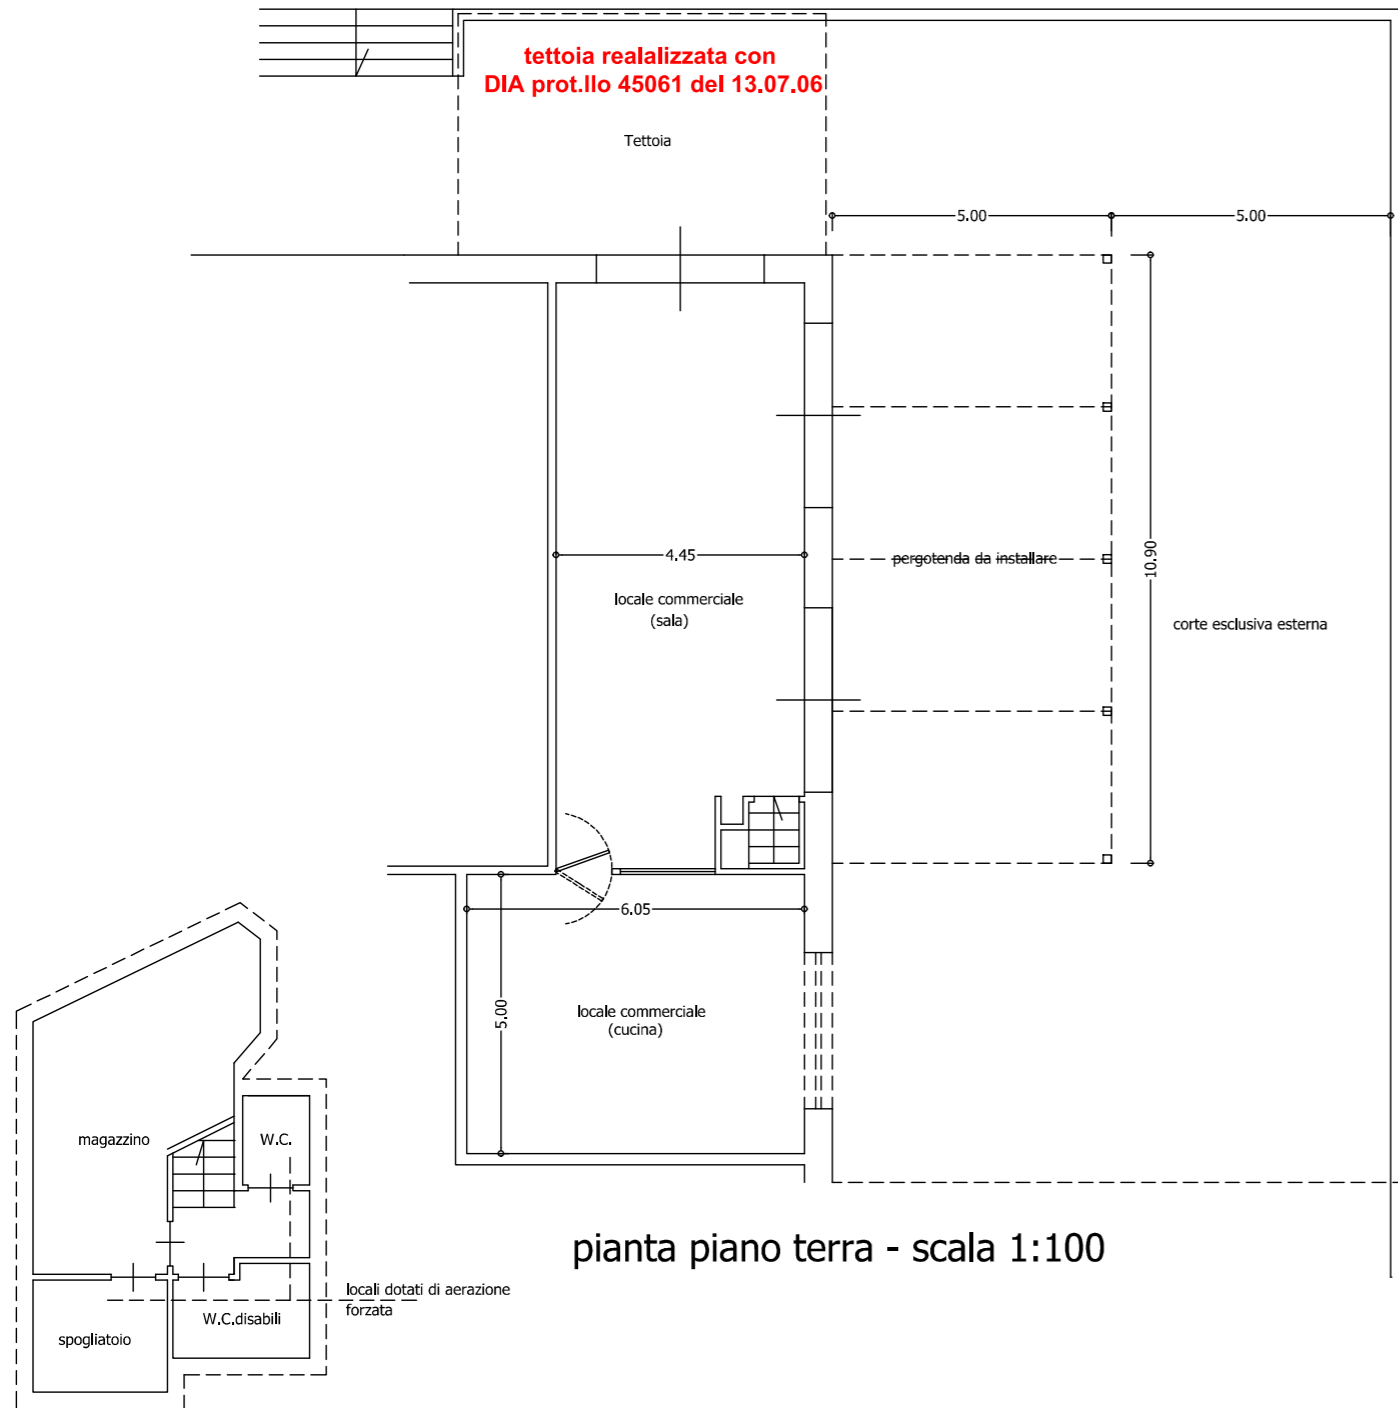 tettoia realalizzata con
DIA prot.llo 45061 del 13.07.06
Tettoia
5.00
5.00
4.45
pergotenda da installare
10.90
locale commerciale
(sala)
corte esclusiva esterna
6.05
5.00
locale commerciale
(cucina)
magazzino
W.C.
pianta piano terra - scala 1:100
locali dotati di aerazione
forzata
W.C.disabili
spogliatoio